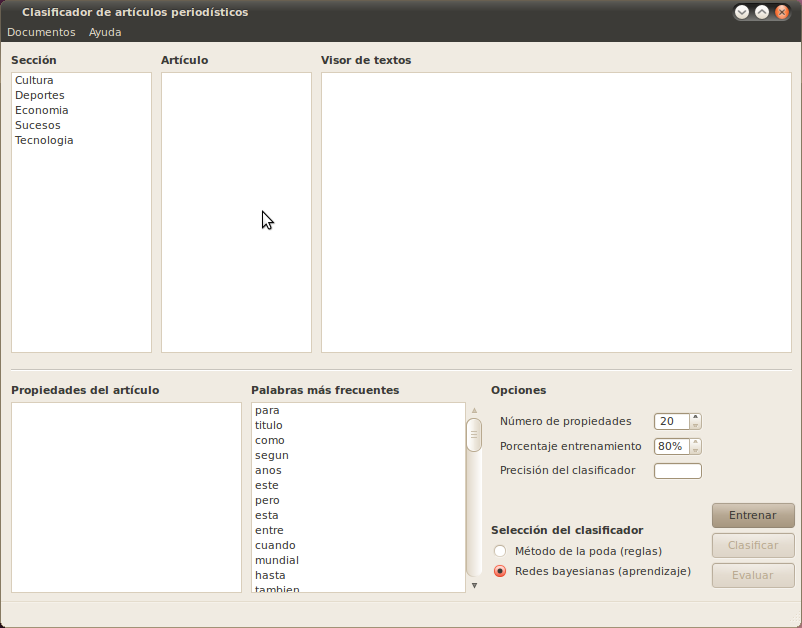 Clasificador de artículos periodísticos
Documentos Ayuda
Sección
Cultura
Deportes
Economia
Sucesos
Tecnologia
Artículo
Visor de textos
Propiedades del artículo
Palabras más frecuentes
para
titulo
como
segun
anos
este
pero
esta
entre
cuando
mundial
hasta
tambien
Opciones
Número de propiedades 20
Porcentaje entrenamiento 80%
Precisión del clasificador
Selección del clasificador
Método de la poda (reglas)
Redes bayesianas (aprendizaje)
Entrenar
Clasificar
Evaluar